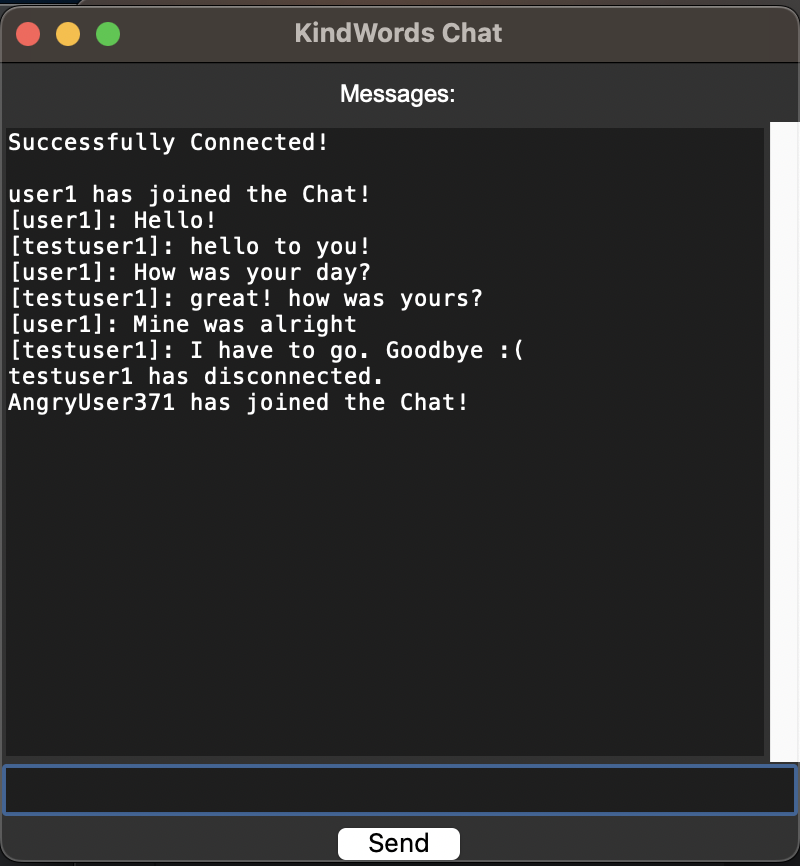 KindWords Chat
Messages:
Successfully Connected!
user1 has joined the Chat!
[user1]: Hello!
[testuser1]: hello to you!
[user1]: How was your day?
[testuser1]: great! how was yours?
[user1]: Mine was alright
[testuser1]: I have to go. Goodbye :(
testuser1 has disconnected.
AngryUser371 has joined the Chat!
Send